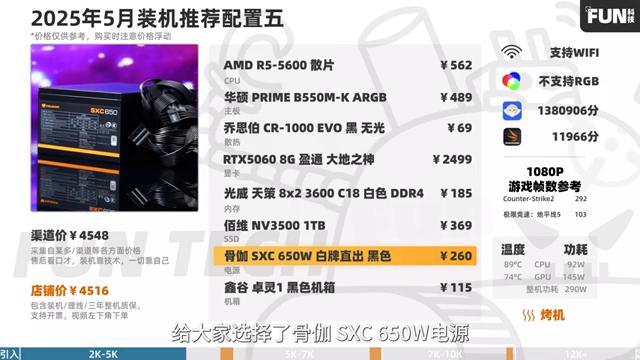 2025年5月装机推荐配置五
*价格仅供参考，购买时注意价格浮动
FUN科技
SXC650
AMD R5-5600 散片 ￥562
CPU
华硕 PRIME B550M-K ARGB ￥489
主板
乔思伯 CR-1000 EVO 黑 无光 ￥69
散热
RTX5060 8G 盈通 大地之神 ￥2499
显卡
光威 天策 8x2 3600 C18 白色 DDR4 ￥185
内存
佰维 NV3500 1TB ￥369
SSD
骨伽 SXC 650W 白牌直出 黑色 ￥260
电源
鑫谷 卓灵1 黑色机箱 ￥115
机箱
渠道价￥4548
采集自某多/渠道等各方面价格
售后看口才，装机靠技术，一切靠自己
店铺价￥4516
包含装机/理线/三年整机质保，
支持开票，视频左下角下单
支持WIFI
不支持RGB
1380906分
11966分
1080P
游戏帧数参考
Counter-Strike2 292
极限竞速：地平线5 103
温度 功耗
89°C CPU 92W
74°C GPU 145W
整机功耗 290W
烤机
FUN TECH
给大家选择了骨伽 SXC 650W电源
引入 2K-5K 5K-7K 7K-10K 12K+